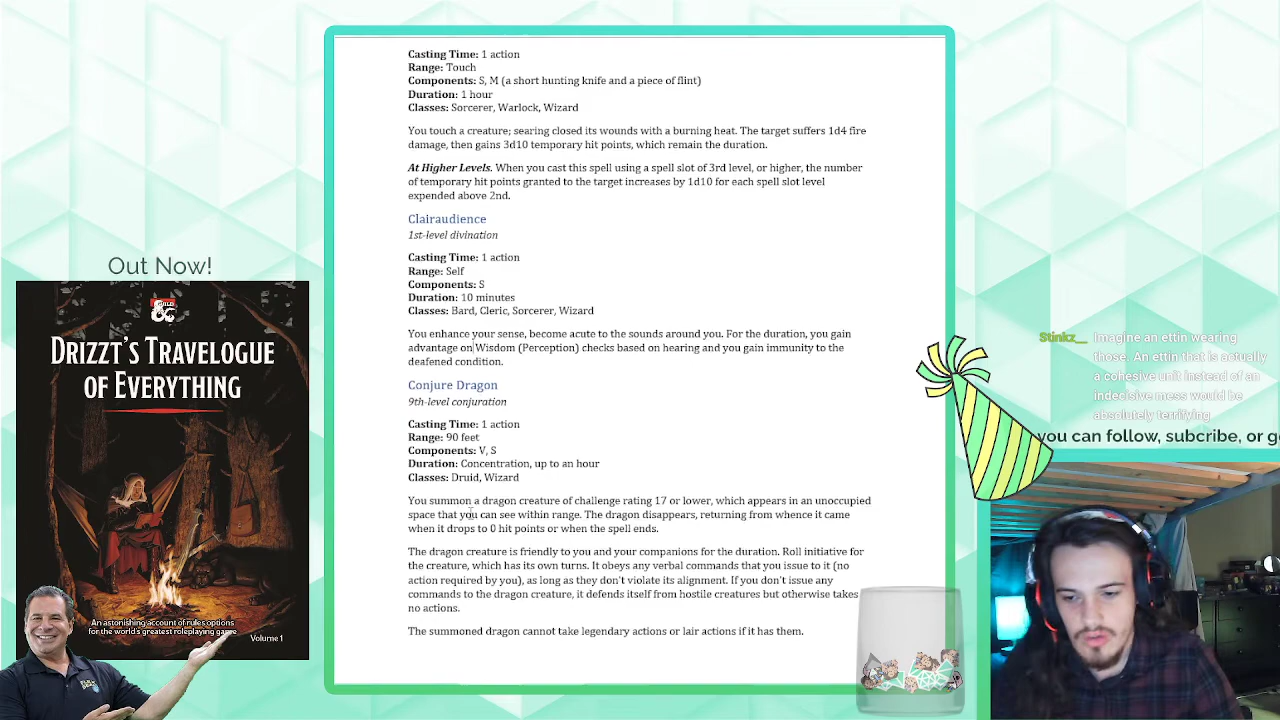 Out Now!
DRIZZT'S TRAVELOGUE
OF EVERYTHING
An astonishing account of rules options
for the world's greatest roleplaying game
Volume 1
Casting Time: 1 action
Range: Touch
Components: S, M (a short hunting knife and a piece of flint)
Duration: 1 hour
Classes: Sorcerer, Warlock, Wizard
You touch a creature; searing closed its wounds with a burning heat. The target suffers 1d4 fire
damage, then gains 3d10 temporary hit points, which remain the duration.
At Higher Levels. When you cast this spell using a spell slot of 3rd level, or higher, the number
of temporary hit points granted to the target increases by 1d10 for each spell slot level
expended above 2nd.
Clairaudience
1st-level divination
Casting Time: 1 action
Range: Self
Components: S
Duration: 10 minutes
Classes: Bard, Cleric, Sorcerer, Wizard
You enhance your sense, become acute to the sounds around you. For the duration, you gain
advantage on Wisdom (Perception) checks based on hearing and you gain immunity to the
deafened condition.
Conjure Dragon
9th-level conjuration
Casting Time: 1 action
Range: 90 feet
Components: V, S
Duration: Concentration, up to an hour
Classes: Druid, Wizard
You summon a dragon creature of challenge rating 17 or lower, which appears in an unoccupied
space that you can see within range. The dragon disappears, returning from whence it came
when it drops to 0 hit points or when the spell ends.
The dragon creature is friendly to you and your companions for the duration. Roll initiative for
the creature, which has its own turns. It obeys any verbal commands that you issue to it (no
action required by you), as long as they don't violate its alignment. If you don't issue any
commands to the dragon creature, it defends itself from hostile creatures but otherwise takes
no actions.
The summoned dragon cannot take legendary actions or lair actions if it has them.
Stinkz__ Imagine an ettin wearing
those. An ettin that is actually
a cohesive unit instead of an
indecisive mess would be
absolutely terrifying
you can follow, subcribe, or g